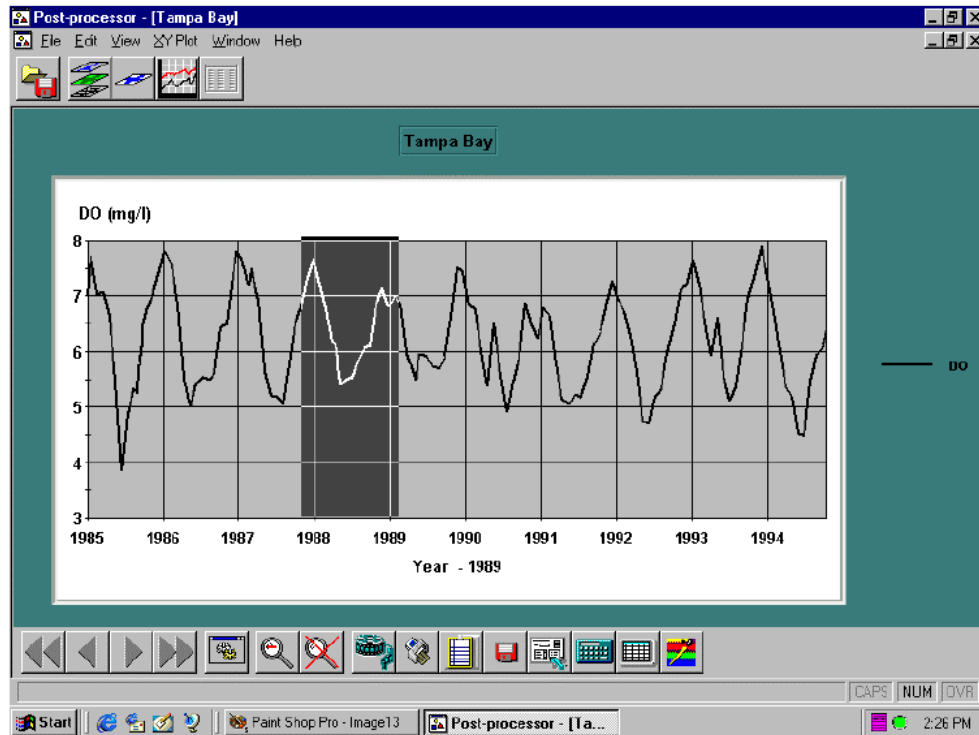 Post-processor - [Tampa Bay]
File Edit View XY Plot Window Help
Tampa Bay
DO (mg/l)
8
7
6
5
4
3
1985 1986 1987 1988 1989 1990 1991 1992 1993 1994
Year - 1989
DO
CAPS NUM OVR
Start Paint Shop Pro - Image13 Post-processor - [Ta... 2:26 PM